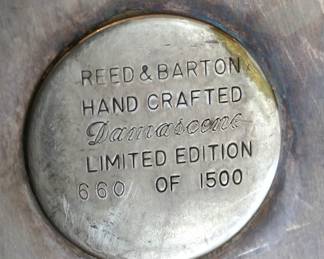 REED & BARTON
HAND CRAFTED
Damascene
LIMITED EDITION
660 OF 1500